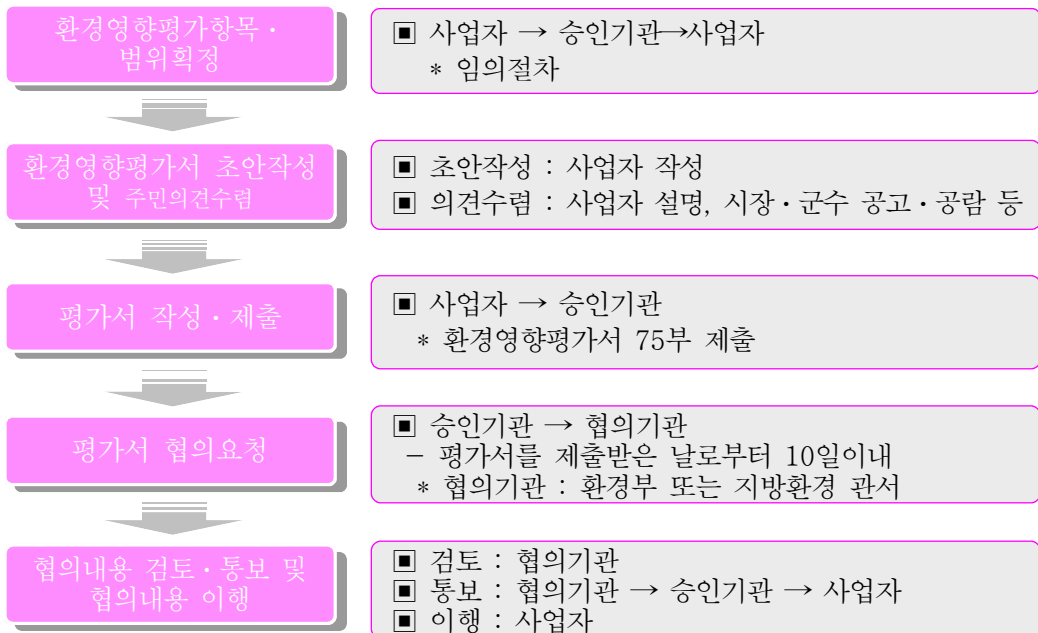 환경영향평가항목·
범위획정
▣ 사업자 → 승인기관→사업자
* 임의절차
환경영향평가서 초안작성
및 주민의견수렴
▣ 초안작성 : 사업자 작성
▣ 의견수렴 : 사업자 설명, 시장·군수 공고·공람 등
평가서 작성·제출
▣ 사업자 → 승인기관
* 환경영향평가서 75부 제출
평가서 협의요청
▣ 승인기관 → 협의기관
- 평가서를 제출받은 날로부터 10일이내
* 협의기관 : 환경부 또는 지방환경 관서
협의내용 검토·통보 및
협의내용 이행
▣ 검토 : 협의기관
▣ 통보 : 협의기관 → 승인기관 → 사업자
▣ 이행 : 사업자